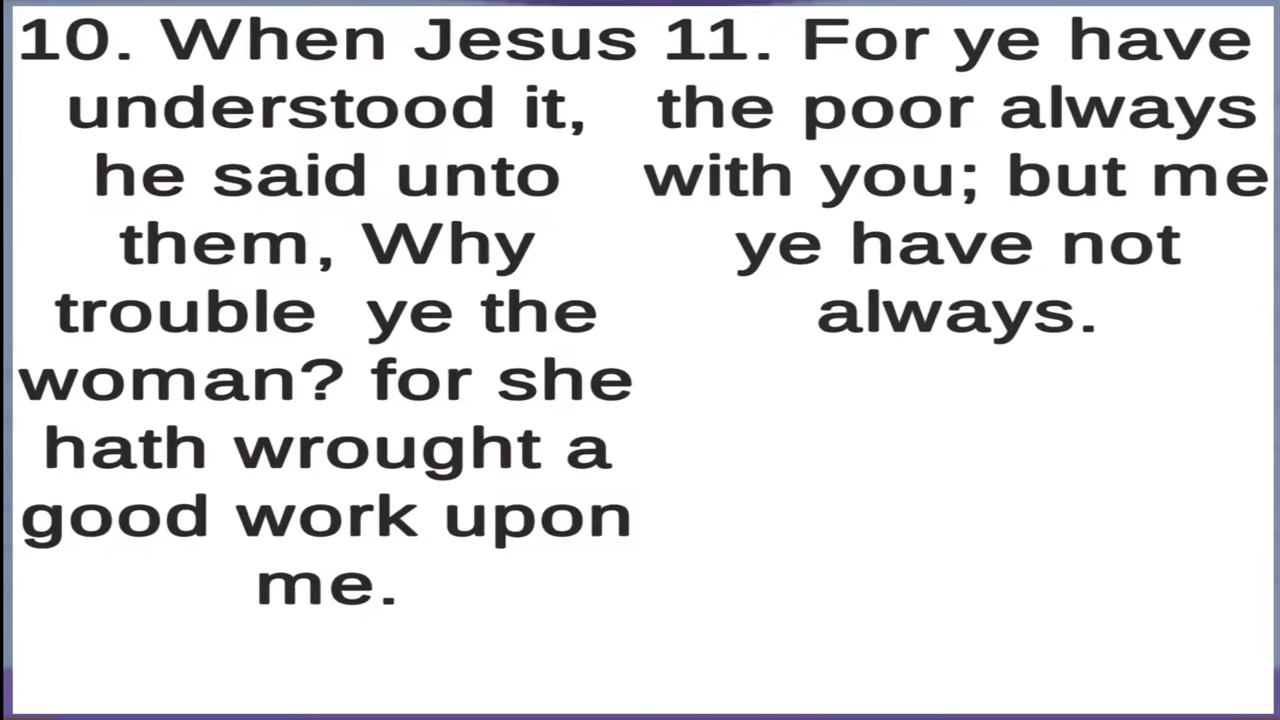 10. When Jesus
understood it,
he said unto
them, Why
trouble  ye the
woman? for she
hath wrought a
good work upon
me.
11. For ye have
the poor always
with you; but me
ye have not
always.